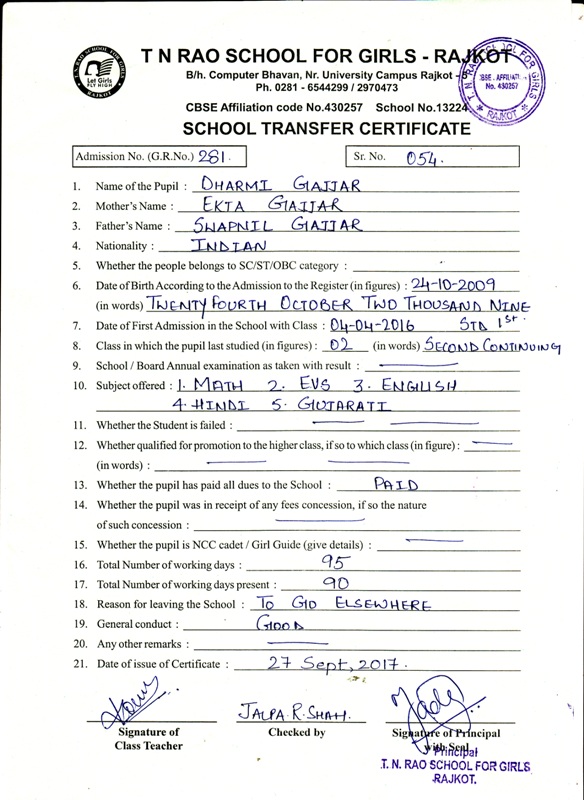 T N RAO SCHOOL FOR GIRLS RAJKOT
Let Girls
FLY HIGH
T N RAO SCHOOL FOR GIRLS - RAJKOT
B/h. Computer Bhavan, Nr. University Campus Rajkot - 5
Ph. 0281 - 6544299 / 2970473
T. N. RAO SCHOOL FOR GIRLS
CBSE. AFFILIATI
No. 430257
* RAJKOT *
CBSE Affiliation code No.430257 School No.13224
SCHOOL TRANSFER CERTIFICATE
Admission No. (G.R.No.) 281. Sr. No. 054.
1. Name of the Pupil : DHARMI GAJJAR
2. Mother's Name : EKTA GAJJAR
3. Father's Name : SWAPNIL GAJJAR
4. Nationality : INDIAN
5. Whether the people belongs to SC/ST/OBC category :
6. Date of Birth According to the Admission to the Register (in figures) : 24-10-2009
(in words) TWENTY FOURTH OCTOBER TWO THOUSAND NINE
7. Date of First Admission in the School with Class : 04-04-2016 STD 1st.
8. Class in which the pupil last studied (in figures) : 02 (in words) SECOND CONTINUING
9. School / Board Annual examination as taken with result :
10. Subject offered : 1. MATH 2. EVS 3. ENGLISH
4. HINDI 5. GUJARATI
11. Whether the Student is failed :
12. Whether qualified for promotion to the higher class, if so to which class (in figure) :
(in words) :
13. Whether the pupil has paid all dues to the School : PAID
14. Whether the pupil was in receipt of any fees concession, if so the nature
of such concession :
15. Whether the pupil is NCC cadet / Girl Guide (give details) :
16. Total Number of working days : 95
17. Total Number of working days present : 90
18. Reason for leaving the School : TO GO ELSEWHERE
19. General conduct : GOOD
20. Any other remarks :
21. Date of issue of Certificate : 27 Sept, 2017.
JALPA.R.SHAH.
Signature of
Class Teacher
Checked by
Signature of Principal
with Seal
Principal
T. N. RAO SCHOOL FOR GIRLS
RAJKOT.